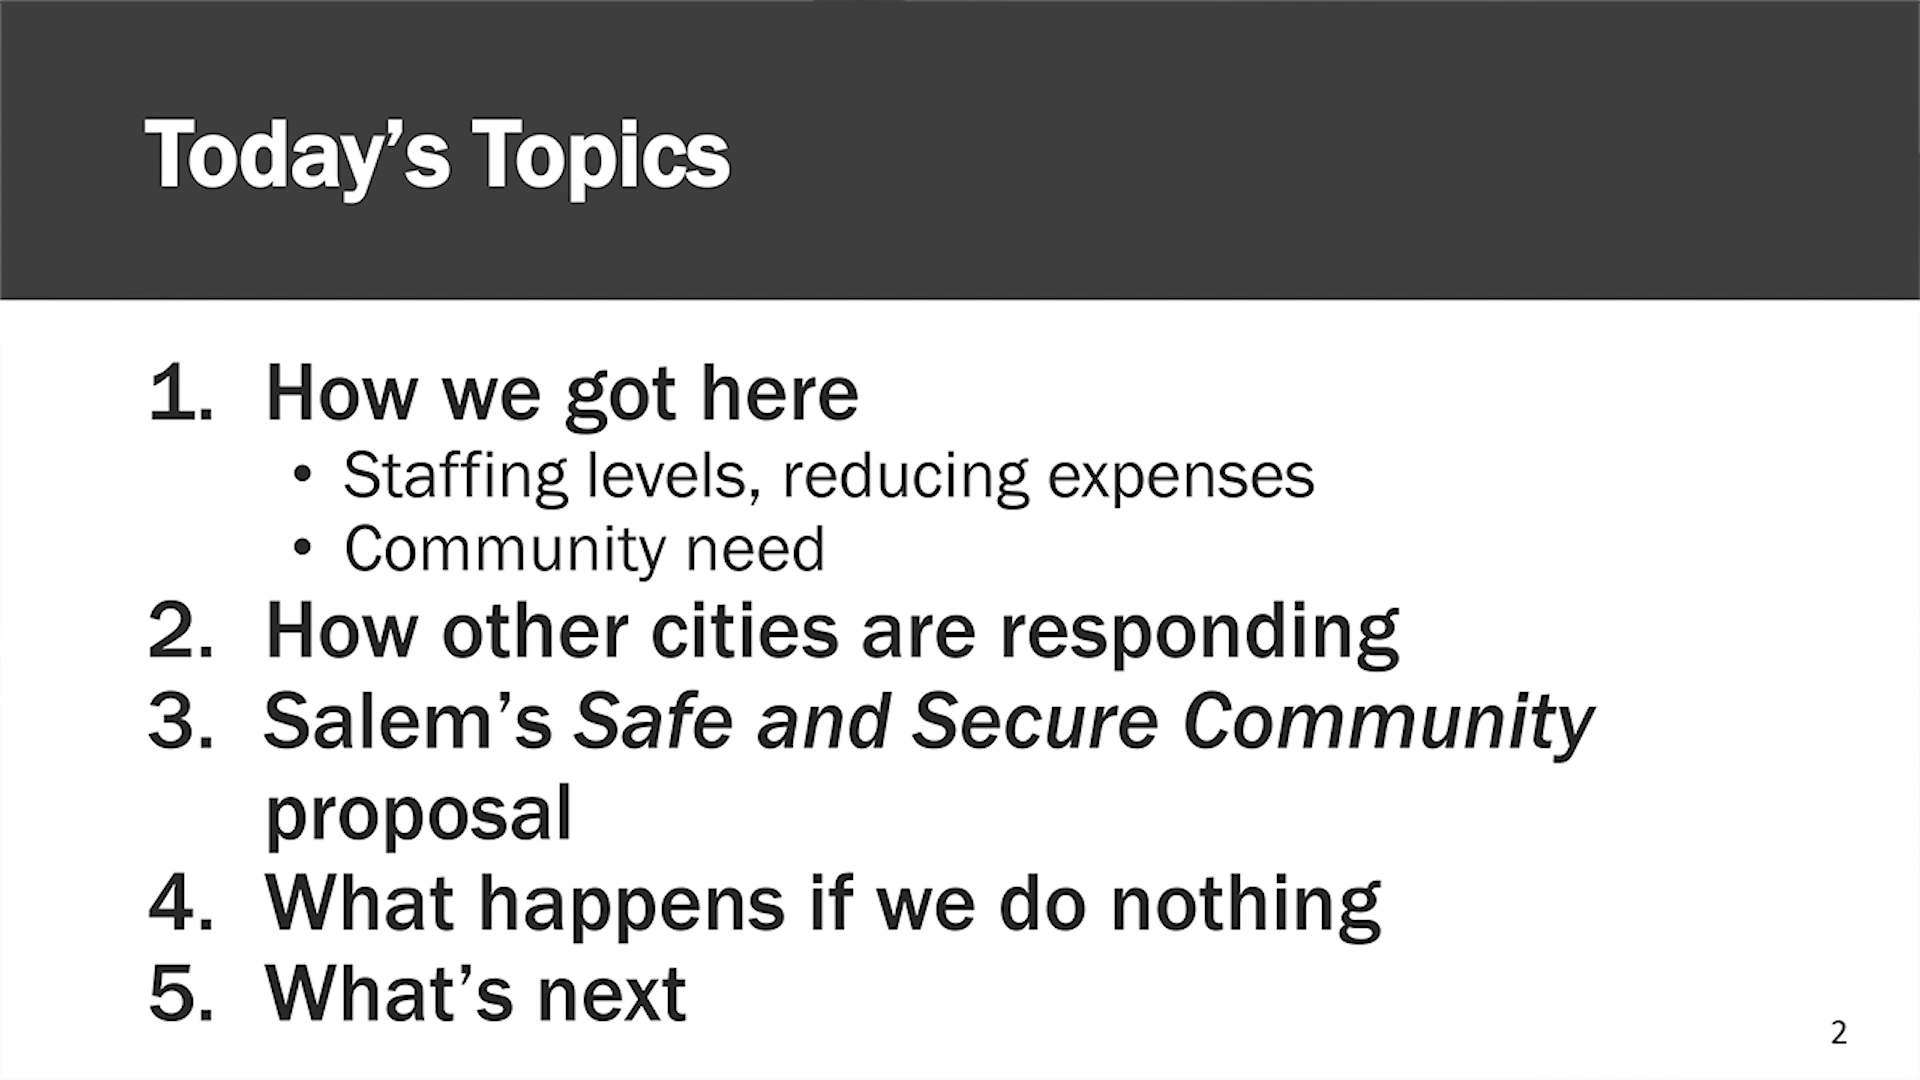 Today’s Topics
1. How we got here
• Staffing levels, reducing expenses
• Community need
2. How other cities are responding
3. Salem’s Safe and Secure Community
proposal
4. What happens if we do nothing
5. What’s next
2